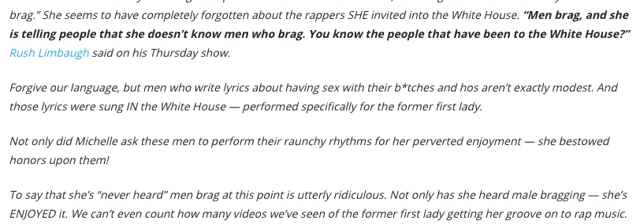 brag." She seems to have completely forgotten about the rappers SHE invited into the White House. "Men brag, and she
is telling people that she doesn't know men who brag. You know the people that have been to the White House?"
Rush Limbaugh said on his Thursday show.
Forgive our language, but men who write lyrics about having sex with their b*tches and hos aren't exactly modest. And
those lyrics were sung IN the White House — performed specifically for the former first lady.
Not only did Michelle ask these men to perform their raunchy rhythms for her perverted enjoyment — she bestowed
honors upon them!
To say that she's "never heard" men brag at this point is utterly ridiculous. Not only has she heard male bragging — she's
ENJOYED it. We can't even count how many videos we've seen of the former first lady getting her groove on to rap music.